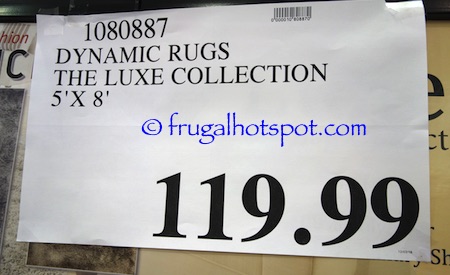 1080887
DYNAMIC RUGS
THE LUXE COLLECTION
5'X 8'
© frugalhotspot.com
119.99